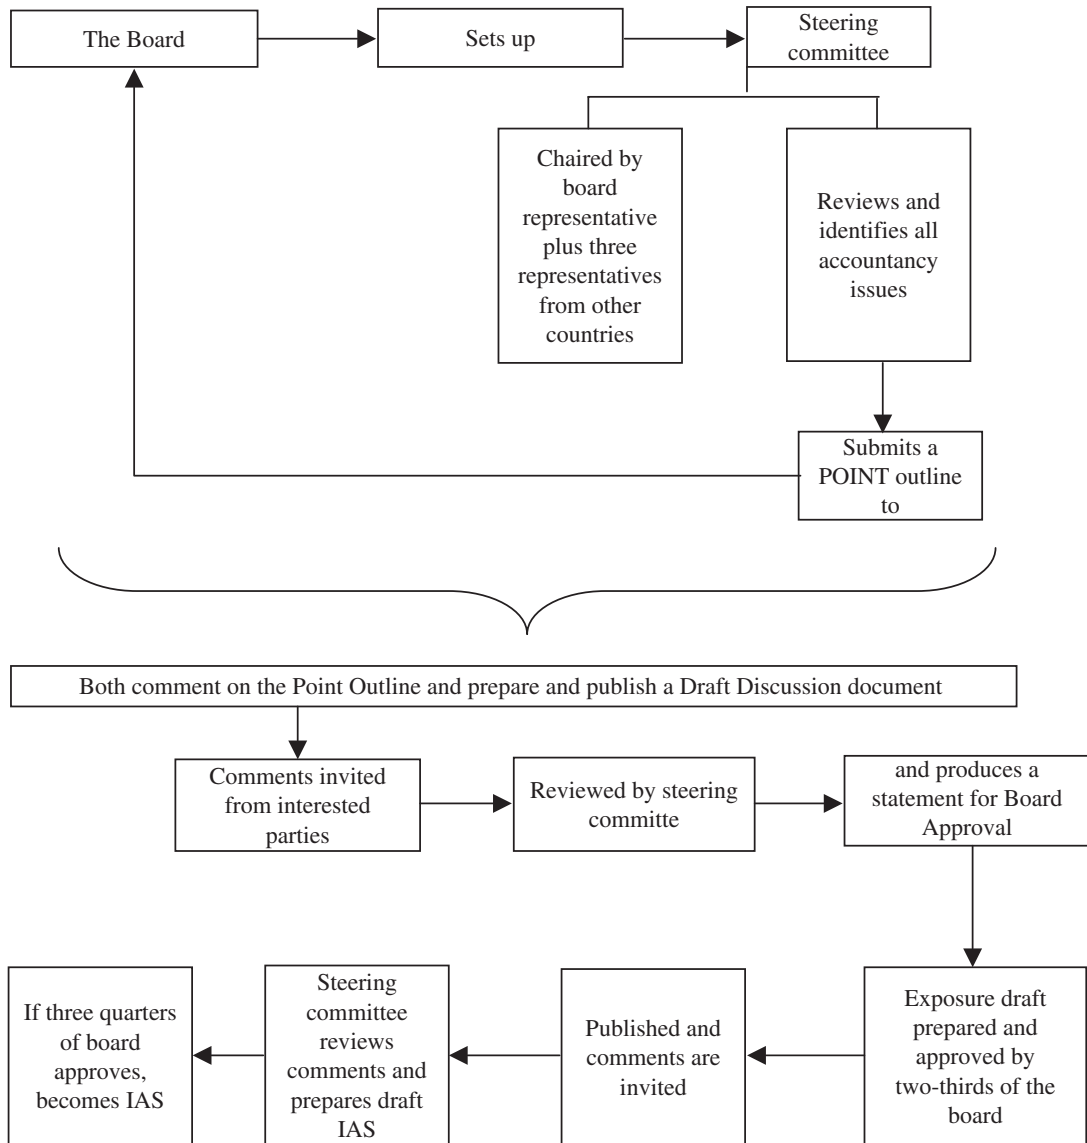 The Board
Sets up
Steering
committee
Chaired by
board
representative
plus three
representatives
from other
countries
Reviews and
identifies all
accountancy
issues
Submits a
POINT outline
to
Both comment on the Point Outline and prepare and publish a Draft Discussion document
Comments invited
from interested
parties
Reviewed by steering
committe
and produces a
statement for Board
Approval
If three quarters
of board
approves,
becomes IAS
Steering
committee
reviews
comments and
prepares draft
IAS
Published and
comments are
invited
Exposure draft
prepared and
approved by
two-thirds of the
board